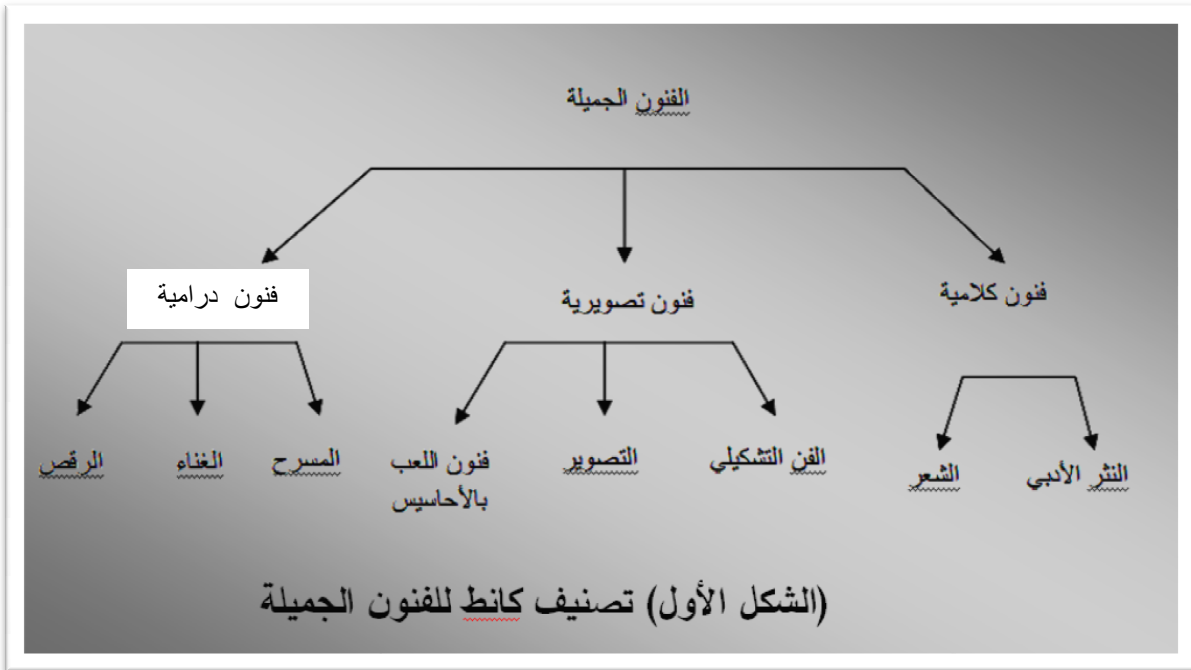 الفنون الجميلة
فنون كلامية
فنون تصويرية
فنون درامية
النثر الأدبي
الشعر
الفن التشكيلي
التصوير
فنون اللعب
بالأحاسيس
المسرح
الغناء
الرقص
(الشكل الأول) تصنيف كانط للفنون الجميلة